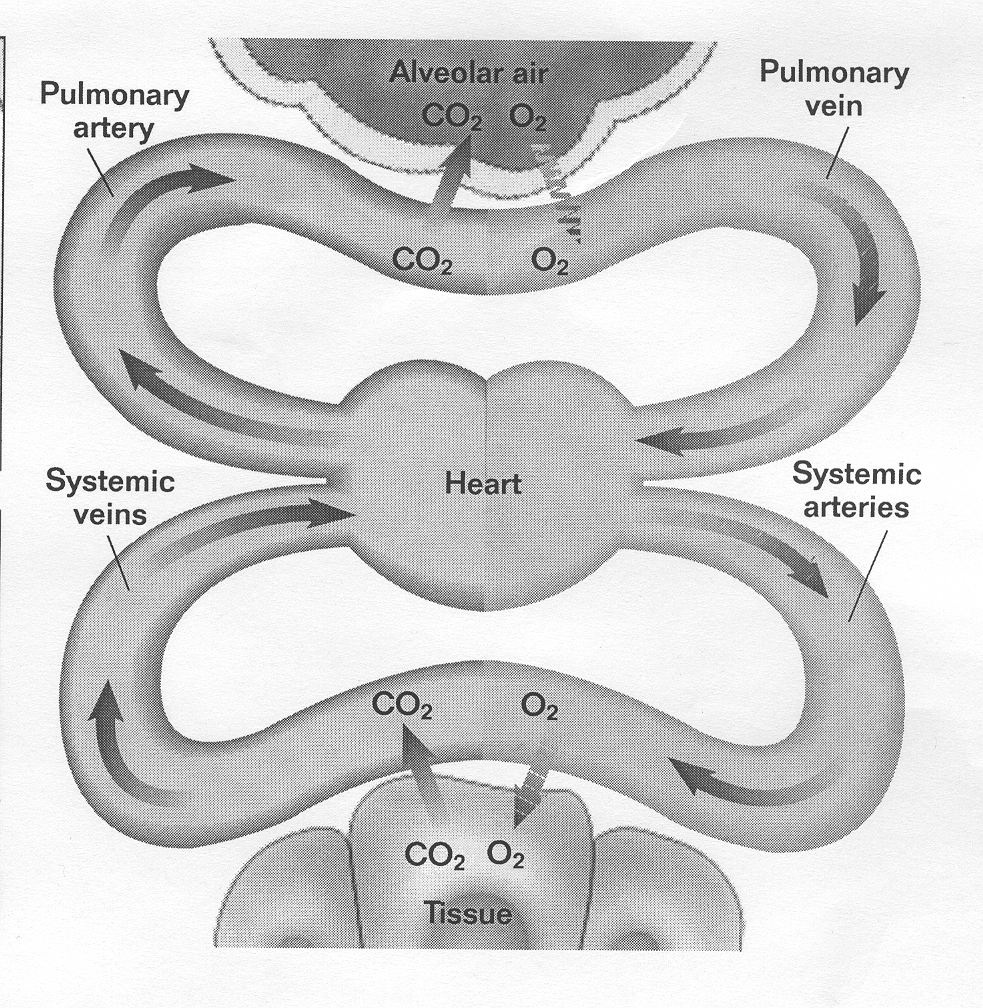 Alveolar air
CO₂ O₂
Pulmonary
artery
Pulmonary
vein
CO₂ O₂
Heart
Systemic
veins
Systemic
arteries
CO₂ O₂
CO₂ O₂
Tissue